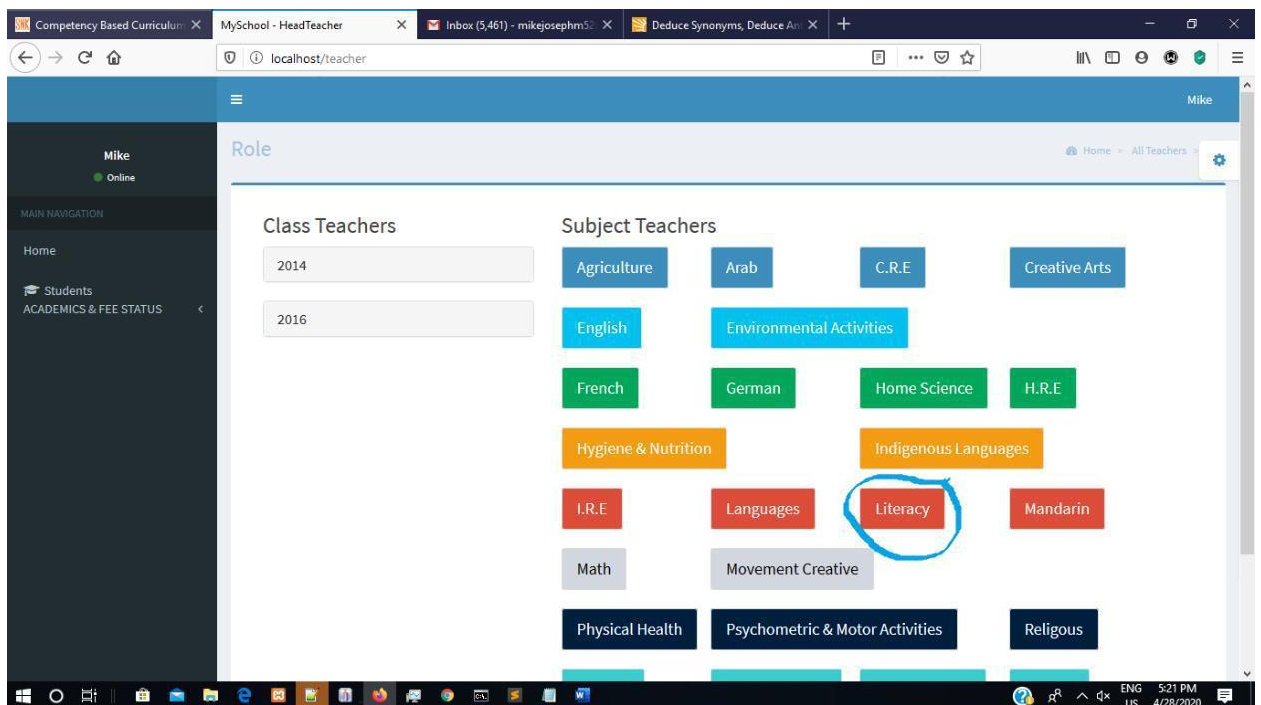 Competency Based Curriculum
MySchool - HeadTeacher
Inbox (5,461) - mikejosephm52
Deduce Synonyms, Deduce An
localhost/teacher
Mike
Mike
Online
Role
Home > All Teachers >
MAIN NAVIGATION
Home
Students
ACADEMICS & FEE STATUS
Class Teachers
2014
2016
Subject Teachers
Agriculture Arab C.R.E Creative Arts
English Environmental Activities
French German Home Science H.R.E
Hygiene & Nutrition Indigenous Languages
I.R.E Languages Literacy Mandarin
Math Movement Creative
Physical Health Psychometric & Motor Activities Religous
ENG 5:21 PM
US 4/28/2020